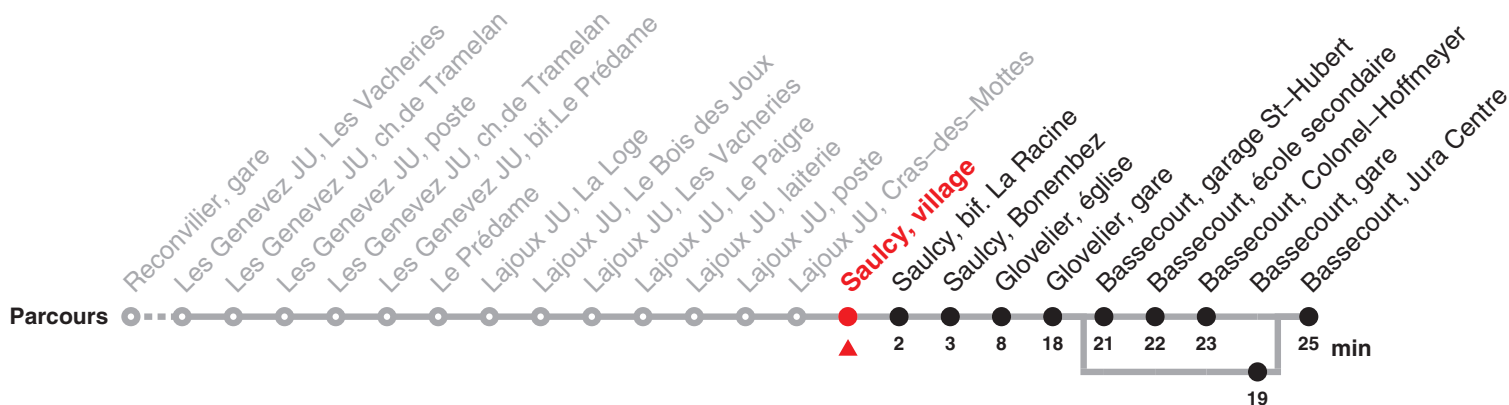 Reconvilier, gare
Les Genevez JU, Les Vacheries
Les Genevez JU, ch.de Tramelan
Les Genevez JU, poste
Les Genevez JU, ch.de Tramelan
Les Genevez JU, bif.Le Prédame
Le Prédame
Lajoux JU, La Loge
Lajoux JU, Le Bois des Joux
Lajoux JU, Les Vacheries
Lajoux JU, Le Paigre
Lajoux JU, laiterie
Lajoux JU, poste
Lajoux JU, Cras–des–Mottes
Saulcy, village
Saulcy, bif. La Racine
Saulcy, Bonembez
Glovelier, église
Glovelier, gare
Bassecourt, garage St–Hubert
Bassecourt, école secondaire
Bassecourt, Colonel–Hoffmeyer
Bassecourt, gare
Bassecourt, Jura Centre
Parcours
2 3 8 18 21 22 23 25 min
19